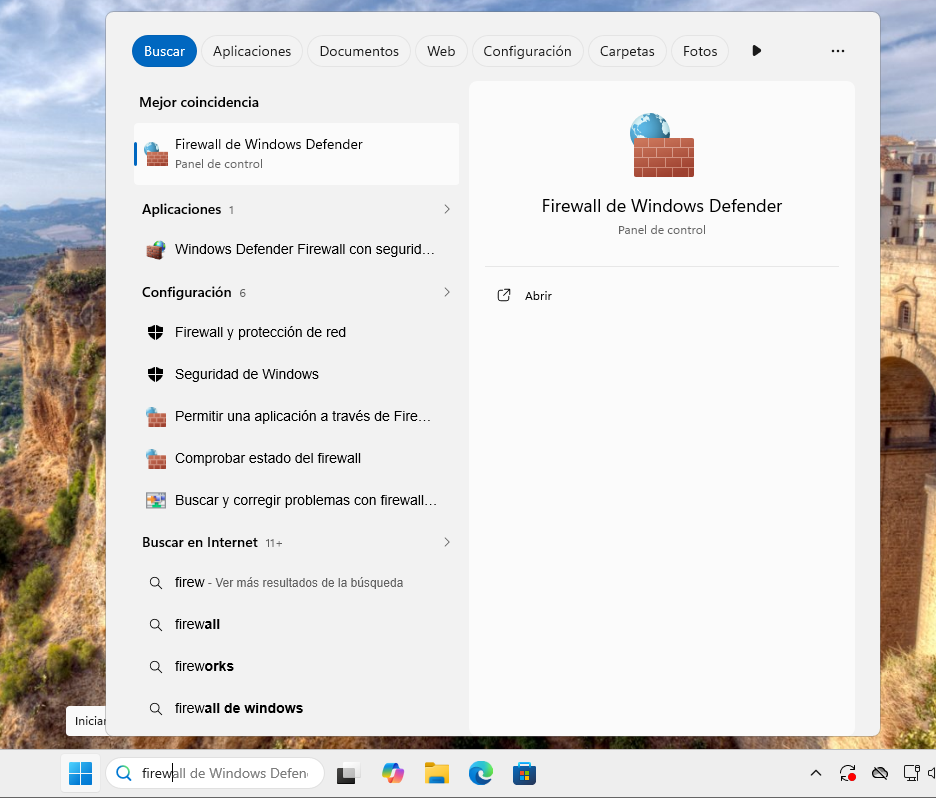 Buscar
Aplicaciones
Documentos
Web
Configuración
Carpetas
Fotos
Mejor coincidencia
Firewall de Windows Defender
Panel de control
Aplicaciones 1
Windows Defender Firewall con segurid...
Configuración 6
Firewall y protección de red
Seguridad de Windows
Permitir una aplicación a través de Fire...
Comprobar estado del firewall
Buscar y corregir problemas con firewall...
Buscar en Internet 11+
firew - Ver más resultados de la búsqueda
firewall
fireworks
firewall de windows
Firewall de Windows Defender
Panel de control
Abrir
Iniciar
firewall de Windows Defen